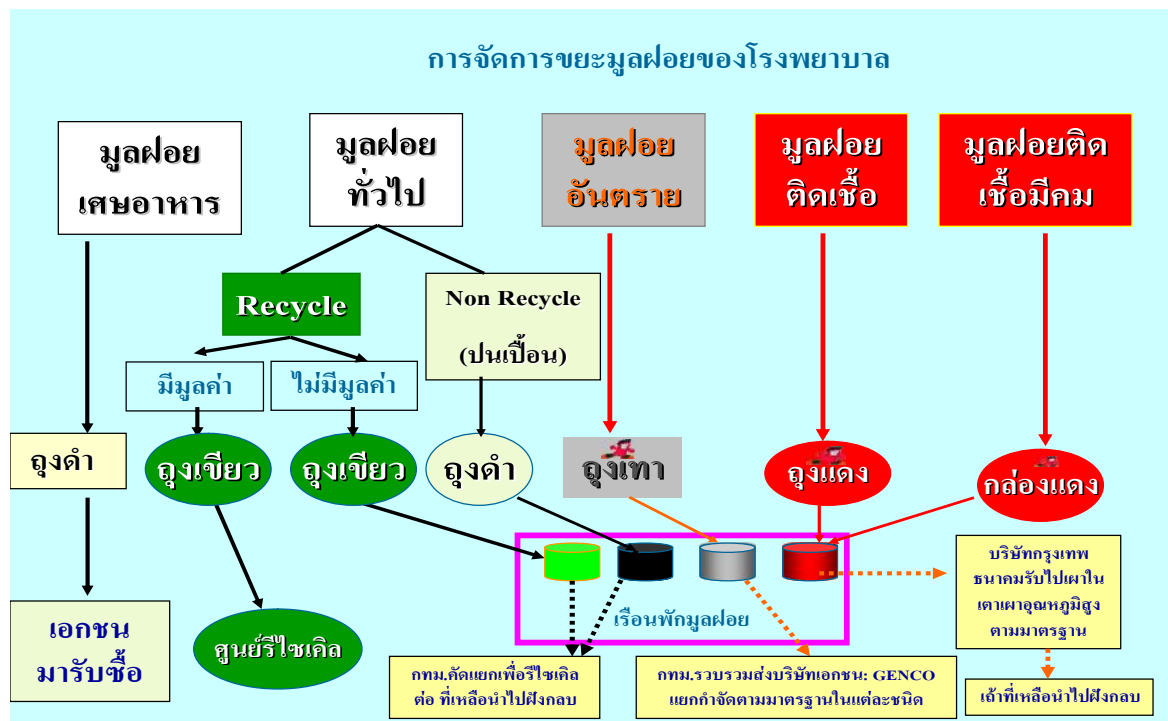 การจัดการขยะมูลฝอยของโรงพยาบาล
มูลฝอย
เศษอาหาร
มูลฝอย
ทั่วไป
มูลฝอย
อันตราย
มูลฝอย
ติดเชื้อ
มูลฝอยติด
เชื้อมีคม
Recycle
Non Recycle
(ปนเปื้อน)
มีมูลค่า
ไม่มีมูลค่า
ถุงดำ
ถุงเขียว
ถุงเขียว
ถุงดำ
ถุงเทา
ถุงแดง
กล่องแดง
เรือนพักมูลฝอย
บริษัทกรุงเทพ
ธนาคมรับไปเผาใน
เตาเผาอุณหภูมิสูง
ตามมาตรฐาน
เอกชน
มารับซื้อ
ศูนย์รีไซเคิล
กทม.คัดแยกเพื่อรีไซเคิล
ต่อ ที่เหลือนำไปฝังกลบ
กทม.รวบรวมส่งบริษัทเอกชน: GENCO
แยกกำจัดตามมาตรฐานในแต่ละชนิด
เถ้าที่เหลือนำไปฝังกลบ